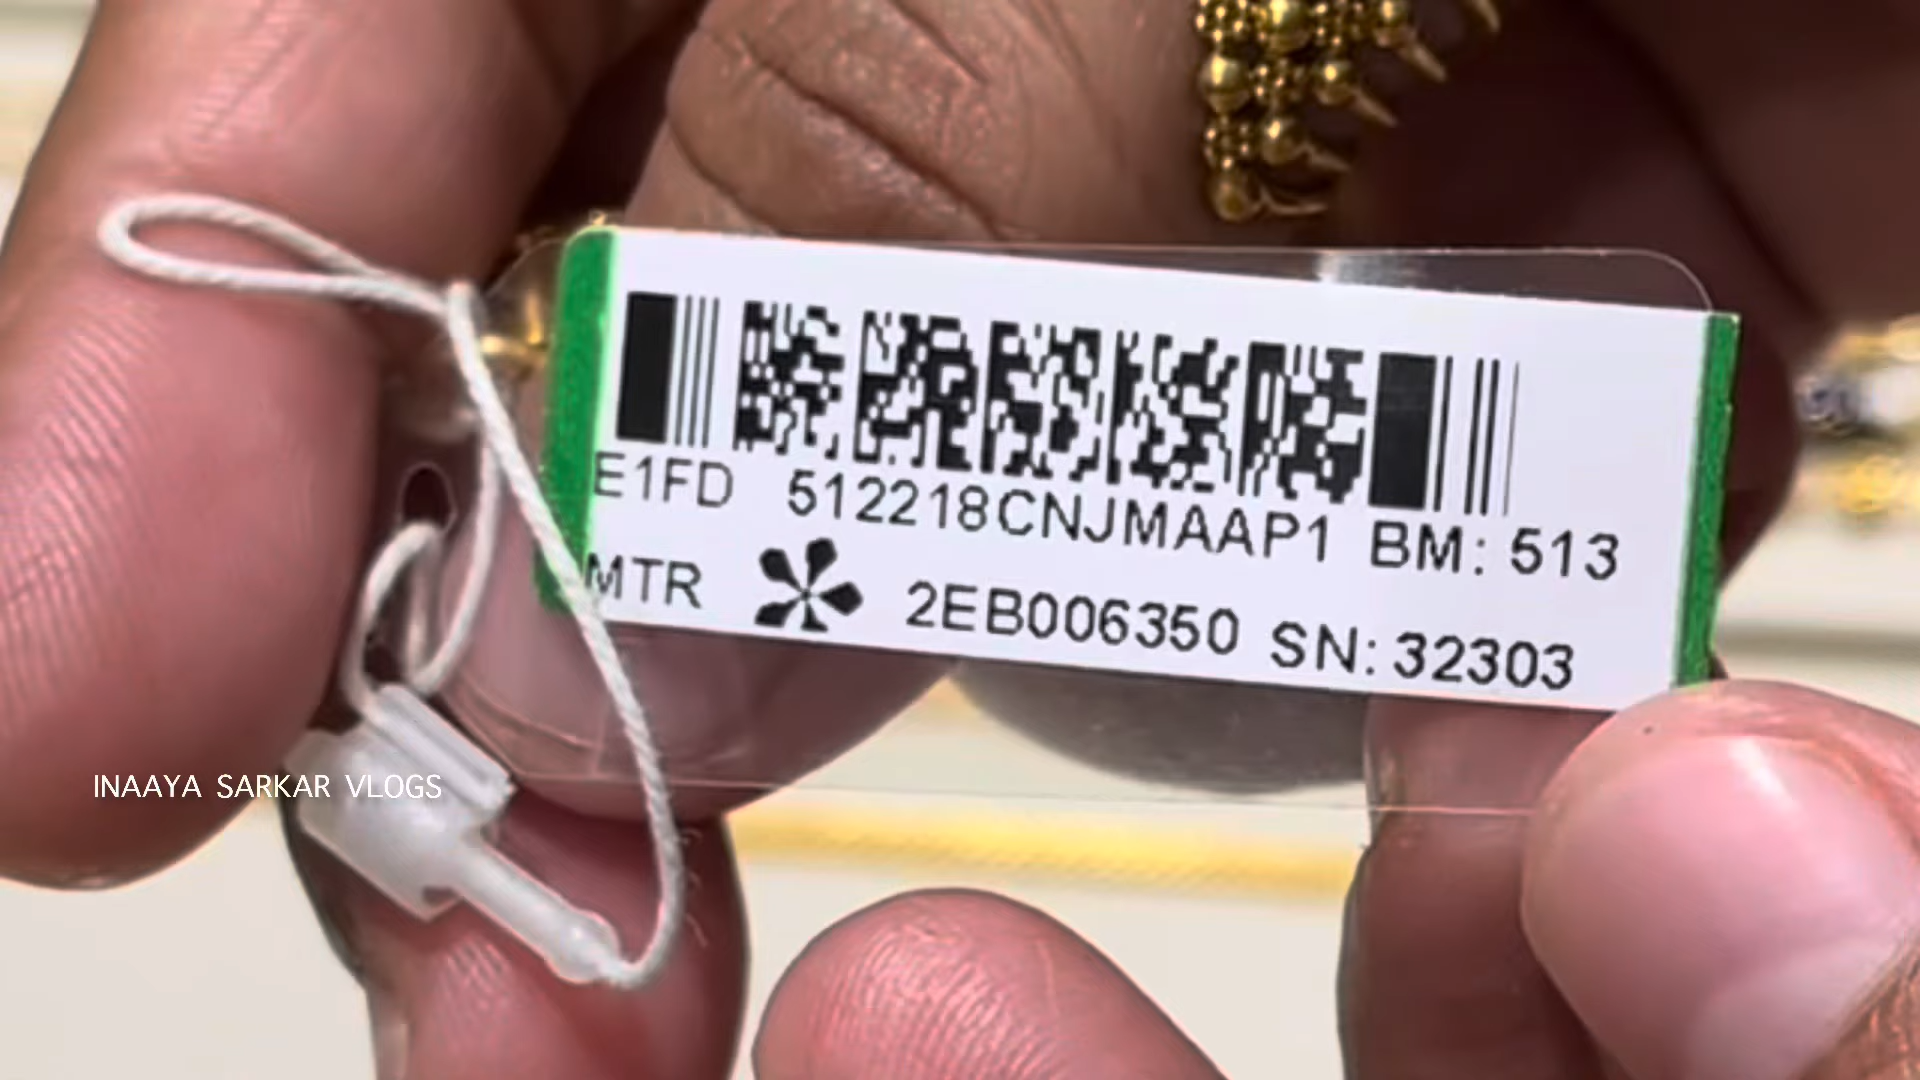 E1FD 512218CNJMAAP1 BM: 513
MTR 2EB006350 SN: 32303
INAAYA SARKAR VLOGS